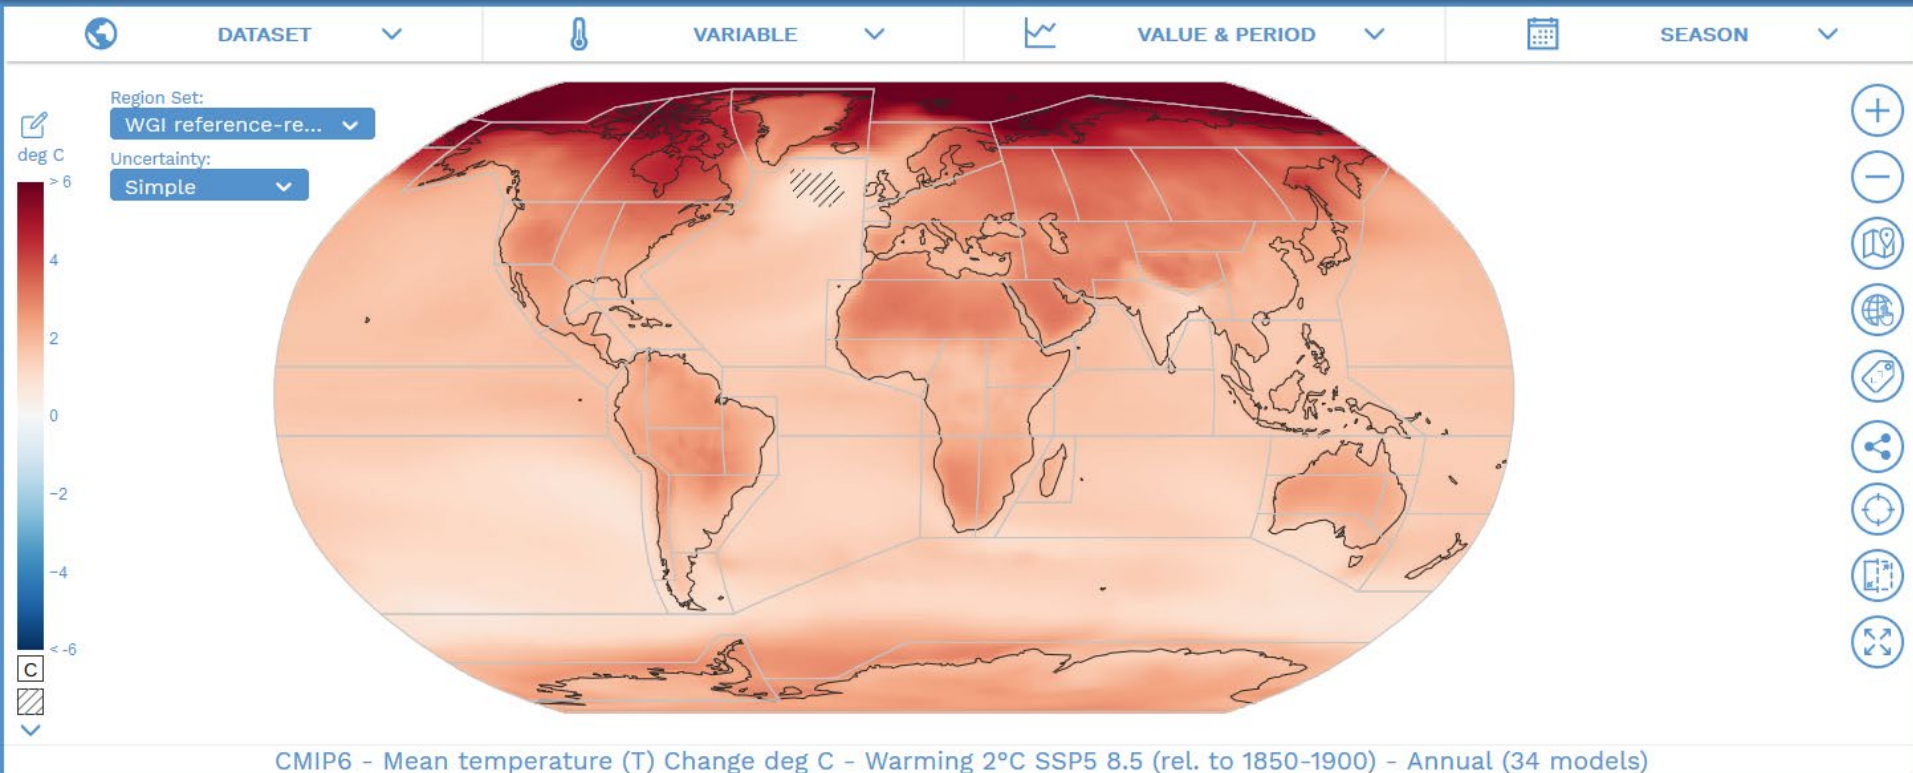 DATASET
VARIABLE
VALUE & PERIOD
SEASON
Region Set:
WGI reference-re...
Uncertainty:
Simple
deg C
> 6
4
2
0
−2
−4
< -6
C
CMIP6 - Mean temperature (T) Change deg C - Warming 2°C SSP5 8.5 (rel. to 1850-1900) - Annual (34 models)